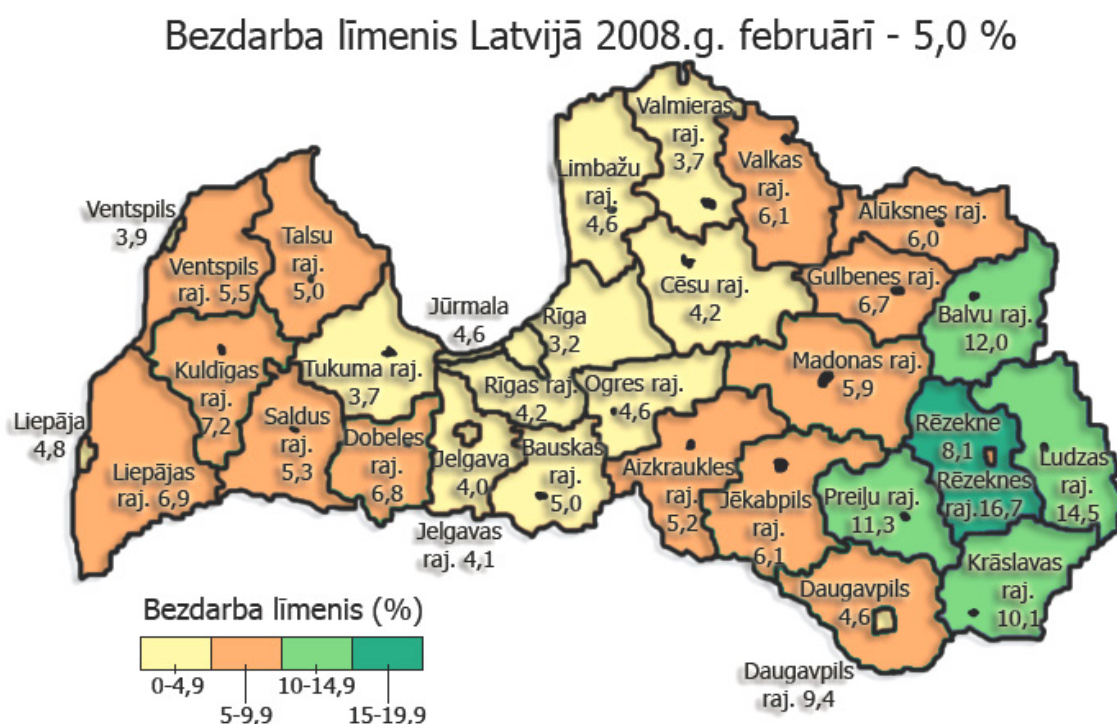 Bezdarba līmenis Latvijā 2008.g. februārī - 5,0 %
Valmieras
raj.
3,7
Limbažu
raj.
4,6
Valkas
raj.
6,1
Alūksnes raj.
6,0
Ventspils
3,9
Ventspils
raj. 5,5
Talsu
raj.
5,0
Gulbenes raj.
6,7
Cēsu raj.
4,2
Balvu raj.
12,0
Jūrmala
4,6
Rīga
3,2
Kuldīgas
raj.
7,2
Tukuma raj.
3,7
Rīgas raj.
4,2
Ogres raj.
4,6
Madonas raj.
5,9
Liepāja
4,8
Liepājas
raj. 6,9
Saldus
raj.
5,3
Dobeles
raj.
6,8
Jelgava
4,0
Jelgavas
raj. 4,1
Bauskas
raj.
5,0
Aizkraukles
raj.
5,2
Jēkabpils
raj.
6,1
Preiļu raj.
11,3
Rēzekne
8,1
Rēzeknes
raj.16,7
Ludzas
raj.
14,5
Krāslavas
raj.
10,1
Daugavpils
4,6
Daugavpils
raj. 9,4
Bezdarba līmenis (%)
0-4,9
5-9,9
10-14,9
15-19,9